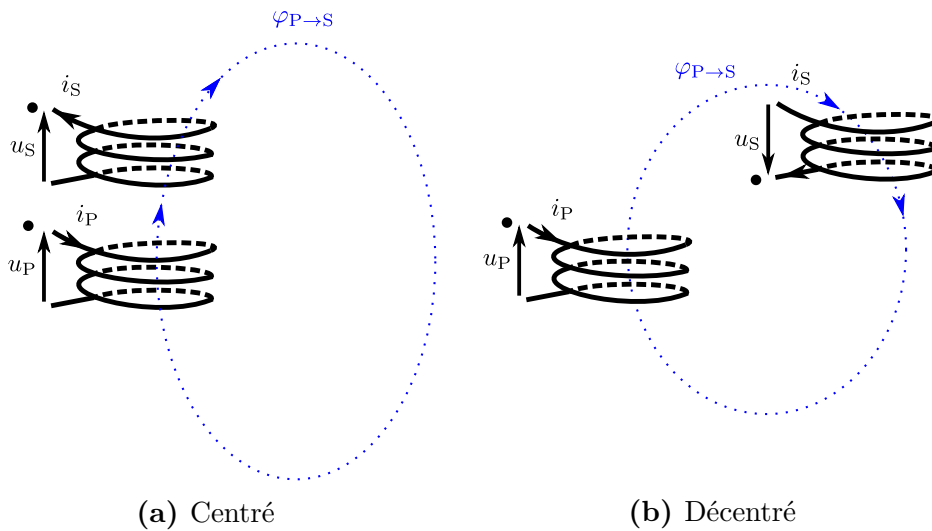 φP→S
iS
uS
iP
uP
(a) Centré
φP→S
iS
uS
iP
uP
(b) Décentré